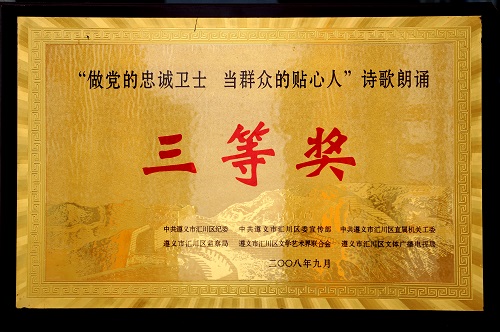 “做党的忠诚卫士 当群众的贴心人”诗歌朗诵
三等奖
中共遵义市汇川区纪委 中共遵义市汇川区委宣传部 中共遵义市汇川区直属机关工委
遵义市汇川区监察局 遵义市汇川区文学艺术界联合会 遵义市汇川区文体广播电视局
二〇〇八年九月